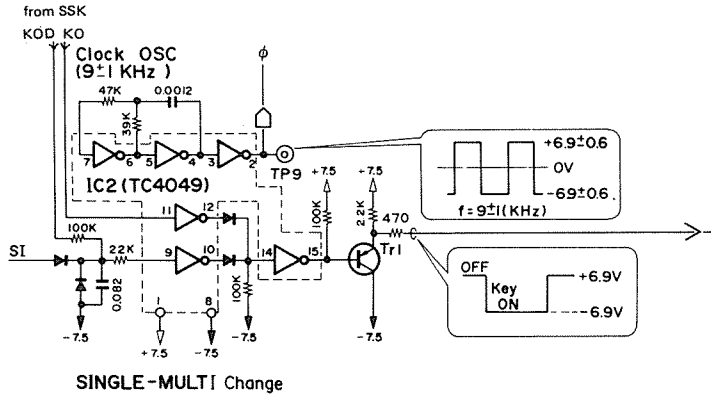 from SSK
KOD KO
Clock OSC
(9±1 KHz)
φ
47K
0.0012
39K
7
6
5
4
3
2
TP9
IC2 (TC4049)
+6.9±0.6
0V
-6.9±0.6
f = 9±1 (KHz)
+7.5
+7.5
100K
2.2K
470
11
12
100K
SI
22K
9
10
14
15
Tr1
0.082
100K
OFF
Key
ON
+6.9V
-6.9V
1
8
-7.5
+7.5
-7.5
-7.5
-7.5
SINGLE-MULTI Change